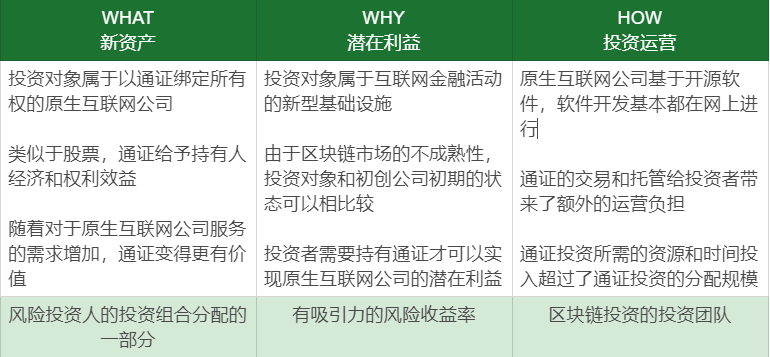 WHAT
新资产
WHY
潜在利益
HOW
投资运营
投资对象属于以通证绑定所有
权的原生互联网公司
类似于股票，通证给予持有人
经济和权利效益
随着对于原生互联网公司服务
的需求增加，通证变得更有价
值
投资对象属于互联网金融活动
的新型基础设施
由于区块链市场的不成熟性，
投资对象和初创公司初期的状
态可以相比较
投资者需要持有通证才可以实
现原生互联网公司的潜在利益
原生互联网公司基于开源软
件，软件开发基本都在网上进
行
通证的交易和托管给投资者带
来了额外的运营负担
通证投资所需的资源和时间投
入超过了通证投资的分配规模
风险投资人的投资组合分配的
一部分
有吸引力的风险收益率
区块链投资的投资团队